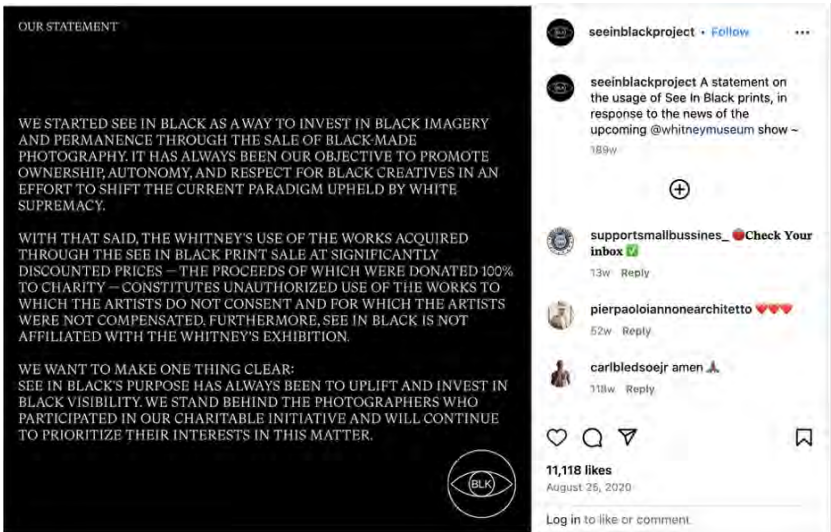 OUR STATEMENT
WE STARTED SEE IN BLACK AS A WAY TO INVEST IN BLACK IMAGERY
AND PERMANENCE THROUGH THE SALE OF BLACK-MADE
PHOTOGRAPHY. IT HAS ALWAYS BEEN OUR OBJECTIVE TO PROMOTE
OWNERSHIP, AUTONOMY, AND RESPECT FOR BLACK CREATIVES IN AN
EFFORT TO SHIFT THE CURRENT PARADIGM UPHELD BY WHITE
SUPREMACY.
WITH THAT SAID, THE WHITNEY'S USE OF THE WORKS ACQUIRED
THROUGH THE SEE IN BLACK PRINT SALE AT SIGNIFICANTLY
DISCOUNTED PRICES — THE PROCEEDS OF WHICH WERE DONATED 100%
TO CHARITY — CONSTITUTES UNAUTHORIZED USE OF THE WORKS TO
WHICH THE ARTISTS DO NOT CONSENT AND FOR WHICH THE ARTISTS
WERE NOT COMPENSATED. FURTHERMORE, SEE IN BLACK IS NOT
AFFILIATED WITH THE WHITNEY'S EXHIBITION.
WE WANT TO MAKE ONE THING CLEAR:
SEE IN BLACK'S PURPOSE HAS ALWAYS BEEN TO UPLIFT AND INVEST IN
BLACK VISIBILITY. WE STAND BEHIND THE PHOTOGRAPHERS WHO
PARTICIPATED IN OUR CHARITABLE INITIATIVE AND WILL CONTINUE
TO PRIORITIZE THEIR INTERESTS IN THIS MATTER.
BLK
seeinblackproject • Follow
seeinblackproject A statement on
the usage of See In Black prints, in
response to the news of the
upcoming @whitneymuseum show ~
189w
supportsmallbussines_ 🍅Check Your
inbox ✅
13w Reply
pierpaoloiannonearchitetto ❤️❤️❤️
52w Reply
carlbledsoejr amen 🙏🏾
118w Reply
11,118 likes
August 25, 2020
Log in to like or comment.